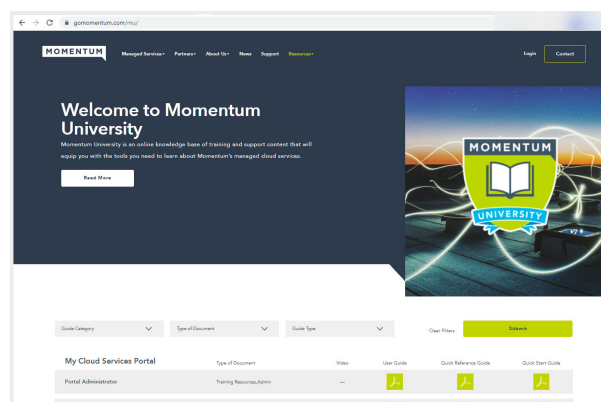 gomomentum.com/mu/
MOMENTUM
Managed Services
Partners
About Us
News
Support
Resources
Login
Contact
Welcome to Momentum
University
Momentum University is an online knowledge base of training and support content that will
equip you with the tools you need to learn about Momentum's managed cloud services.
Read More
MOMENTUM
UNIVERSITY
Guide Category
Type of Document
Guide Type
Clear Filters
My Cloud Services Portal
Type of Document
Video
User Guide
Quick Reference Guide
Quick Start Guide
Portal Administrator
Training Resources,Admin
—